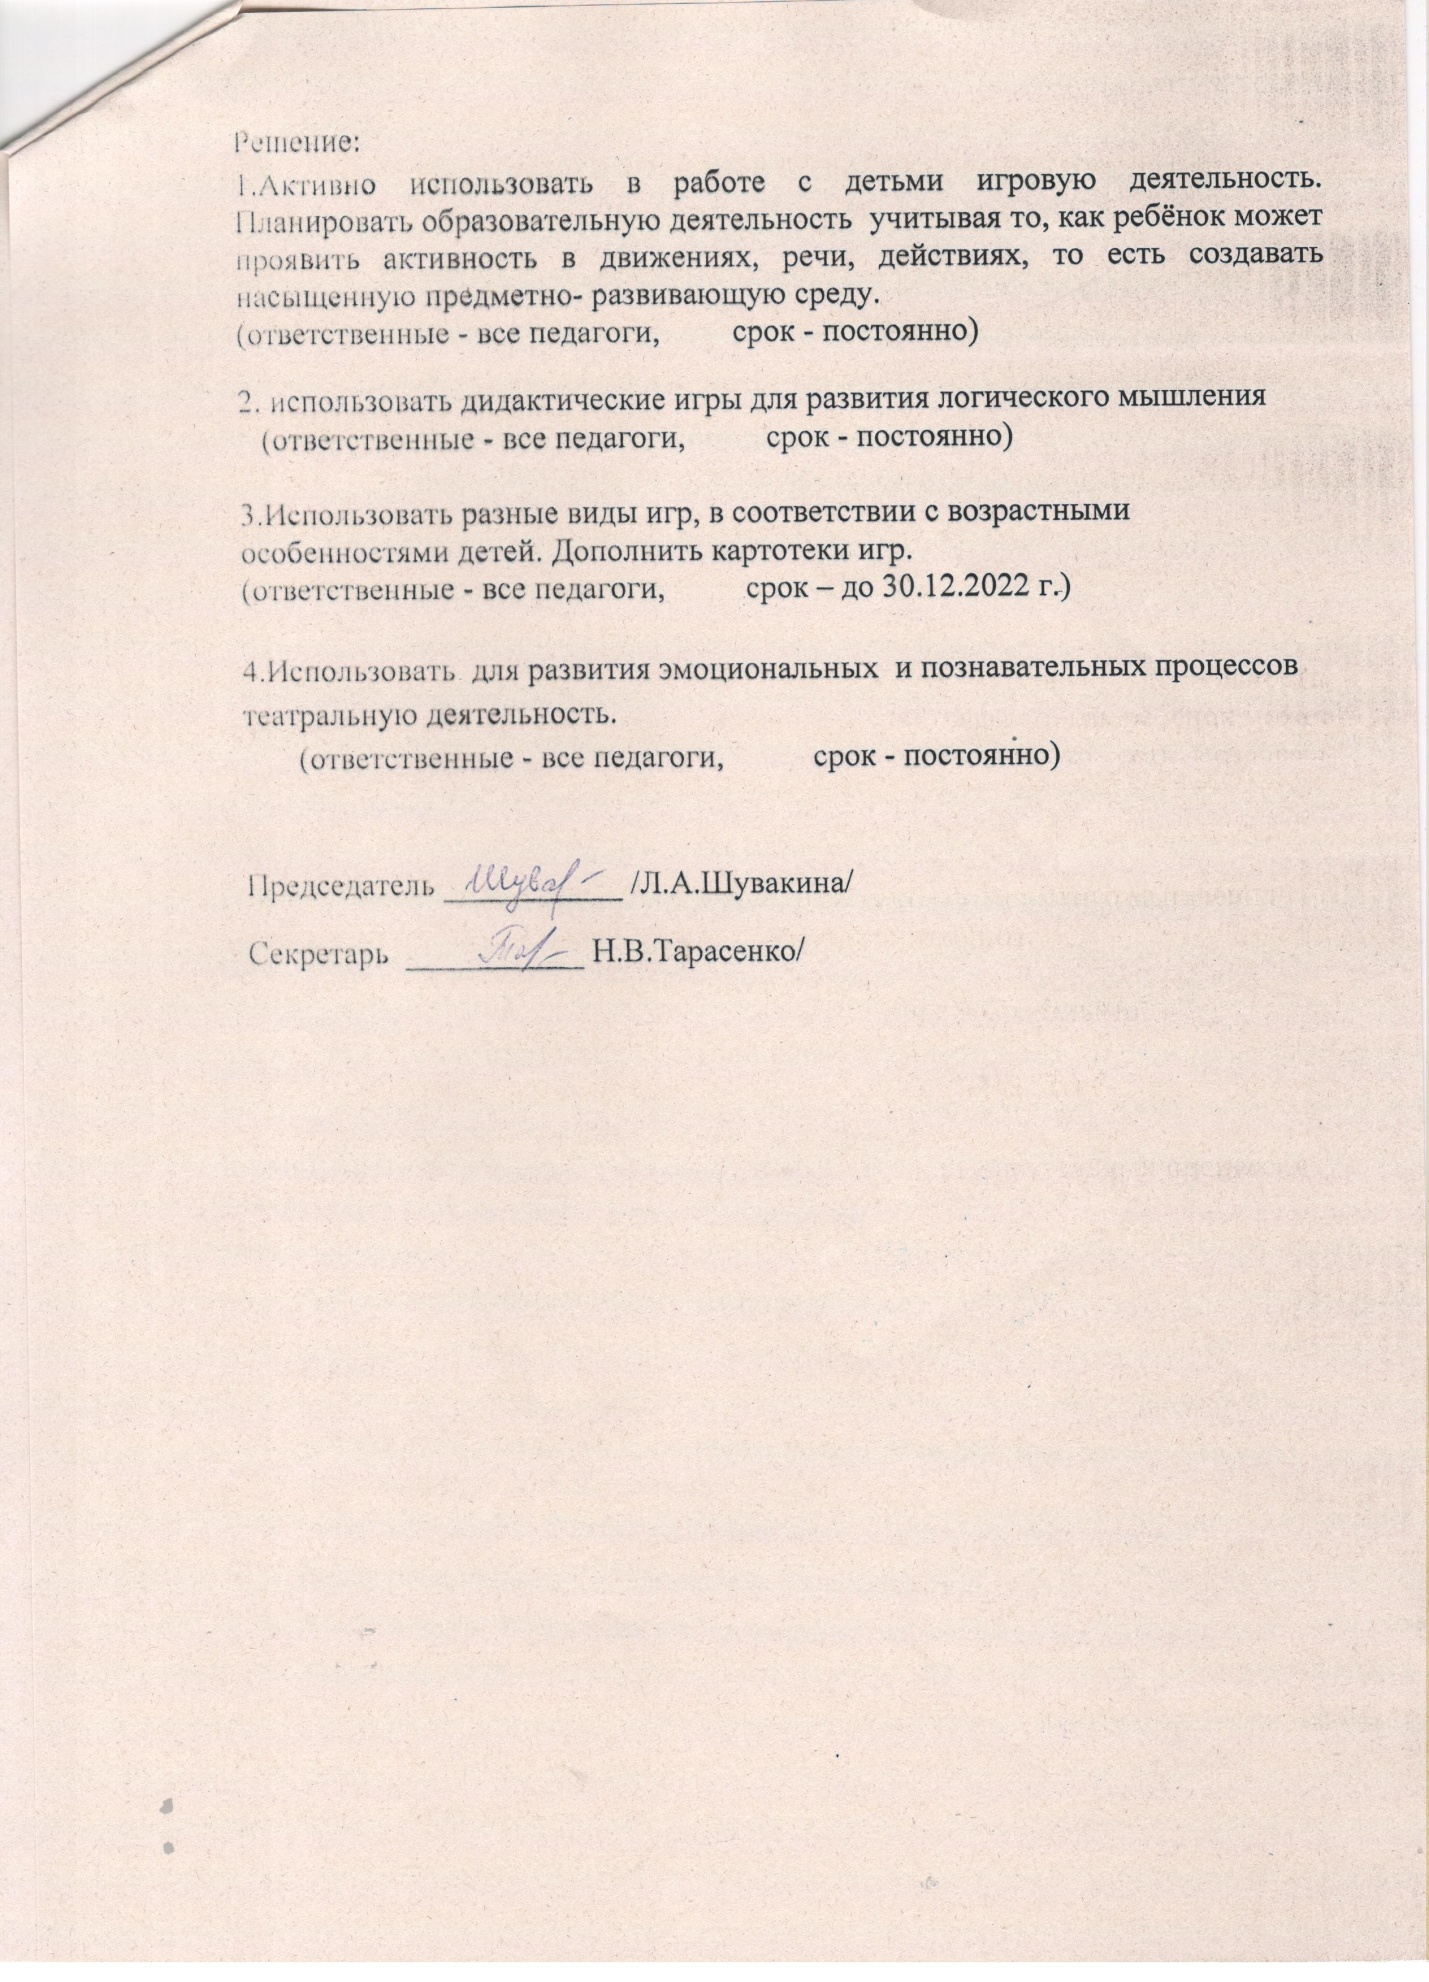 Решение:
1.Активно использовать в работе с детьми игровую деятельность.
Планировать образовательную деятельность учитывая то, как ребёнок может
проявить активность в движениях, речи, действиях, то есть создавать
насыщенную предметно- развивающую среду.
(ответственные - все педагоги, срок - постоянно)
2. использовать дидактические игры для развития логического мышления
(ответственные - все педагоги, срок - постоянно)
3.Использовать разные виды игр, в соответствии с возрастными
особенностями детей. Дополнить картотеки игр.
(ответственные - все педагоги, срок – до 30.12.2022 г.)
4.Использовать для развития эмоциональных и познавательных процессов
театральную деятельность.
(ответственные - все педагоги, срок - постоянно)
Председатель ____________ /Л.А.Шувакина/
Секретарь ____________ Н.В.Тарасенко/